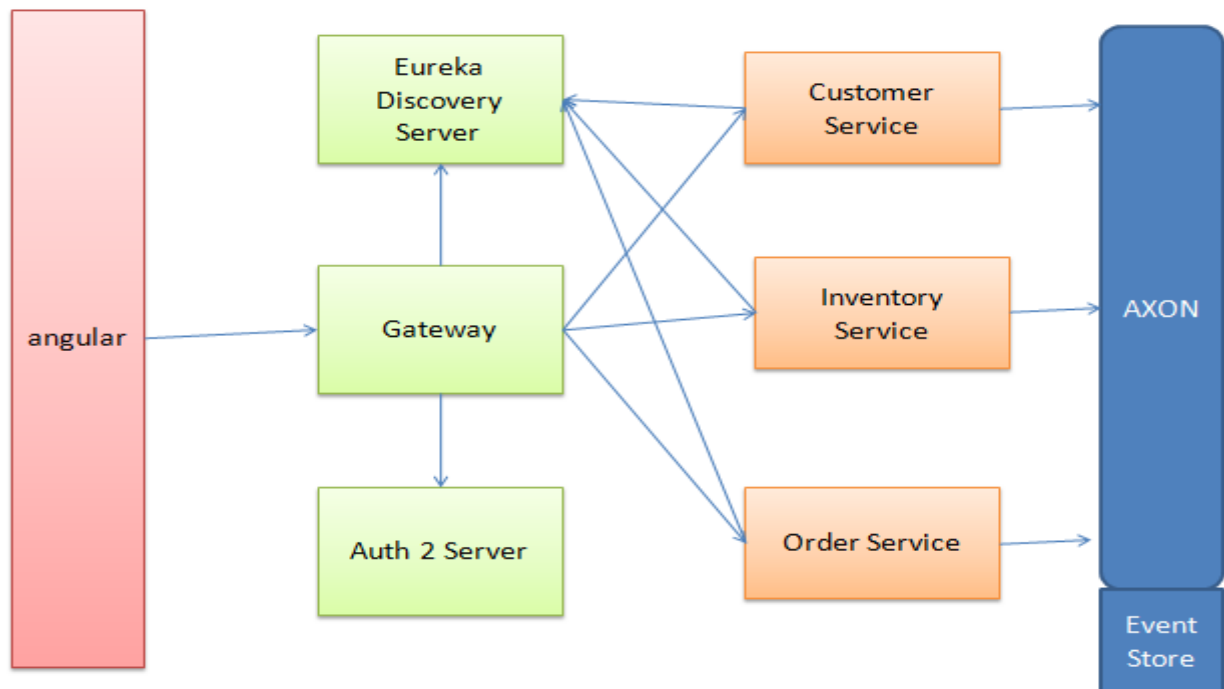 angular
Eureka
Discovery
Server
Gateway
Auth 2 Server
Customer
Service
Inventory
Service
Order Service
AXON
Event
Store